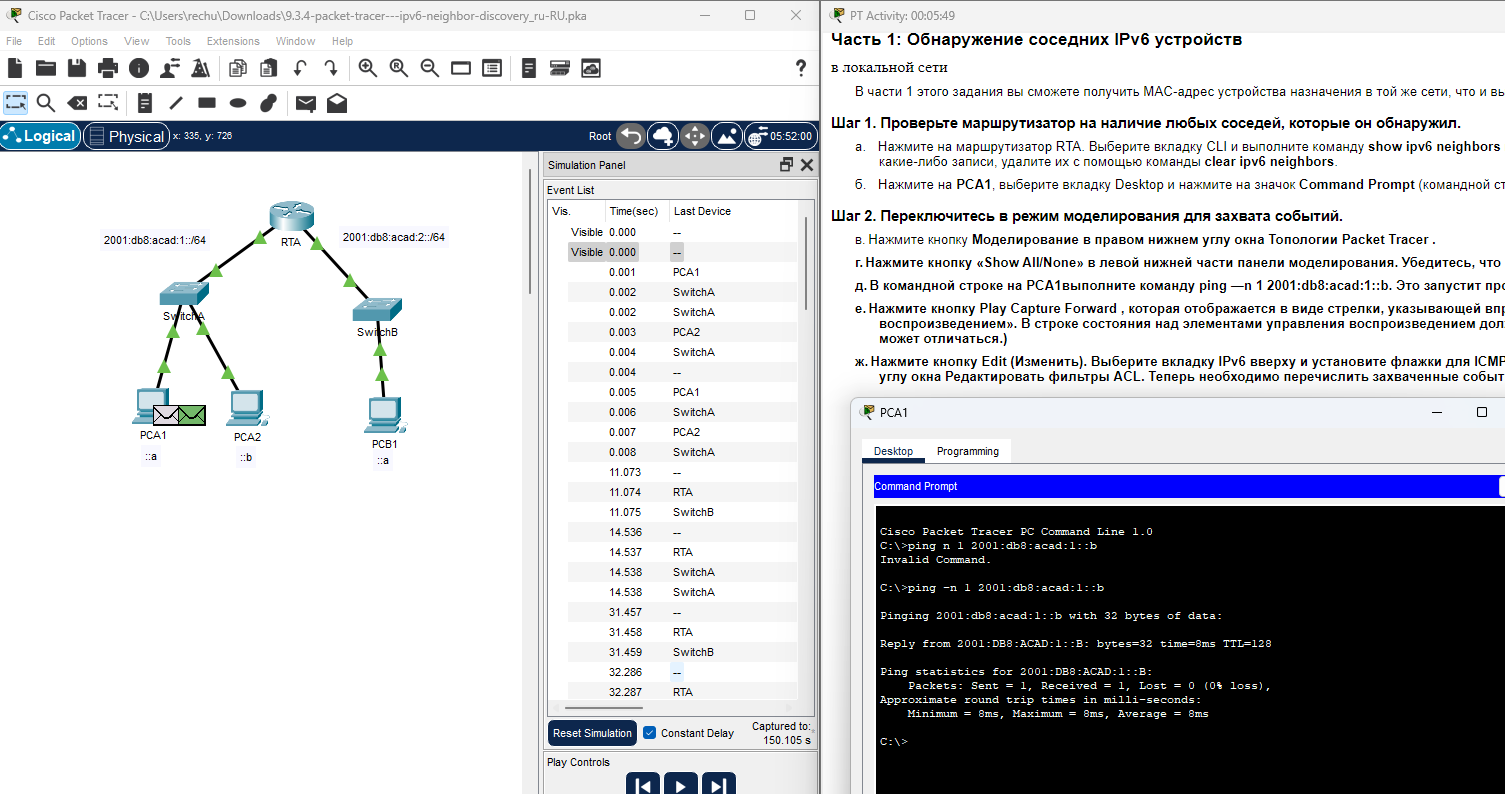 Cisco Packet Tracer - C:\Users\rechu\Downloads\9.3.4-packet-tracer---ipv6-neighbor-discovery_ru-RU.pka
File Edit Options View Tools Extensions Window Help
?
Logical Physical x: 335, y: 726 Root 05:52:00
RTA
2001:db8:acad:1::/64
2001:db8:acad:2::/64
SwitchA
SwitchB
PCA1
::a
PCA2
::b
PCB1
::a
Simulation Panel
Event List
Vis. Time(sec) Last Device
Visible 0.000 --
Visible 0.000 --
0.001 PCA1
0.002 SwitchA
0.002 SwitchA
0.003 PCA2
0.004 SwitchA
0.004 --
0.005 PCA1
0.006 SwitchA
0.007 PCA2
0.008 SwitchA
11.073 --
11.074 RTA
11.075 SwitchB
14.536 --
14.537 RTA
14.538 SwitchA
14.538 SwitchA
31.457 --
31.458 RTA
31.459 SwitchB
32.286 --
32.287 RTA
Reset Simulation Constant Delay Captured to:
150.105 s
Play Controls
PT Activity: 00:05:49
Часть 1: Обнаружение соседних IPv6 устройств
в локальной сети
В части 1 этого задания вы сможете получить MAC-адрес устройства назначения в той же сети, что и вы
Шаг 1. Проверьте маршрутизатор на наличие любых соседей, которые он обнаружил.
а. Нажмите на маршрутизатор RTA. Выберите вкладку CLI и выполните команду show ipv6 neighbors
какие-либо записи, удалите их с помощью команды clear ipv6 neighbors.
б. Нажмите на PCA1, выберите вкладку Desktop и нажмите на значок Command Prompt (командной ст
Шаг 2. Переключитесь в режим моделирования для захвата событий.
в. Нажмите кнопку Моделирование в правом нижнем углу окна Топологии Packet Tracer .
г. Нажмите кнопку «Show All/None» в левой нижней части панели моделирования. Убедитесь, что
д. В командной строке на PCA1выполните команду ping —n 1 2001:db8:acad:1::b. Это запустит про
е. Нажмите кнопку Play Capture Forward , которая отображается в виде стрелки, указывающей впр
воспроизведением». В строке состояния над элементами управления воспроизведением дол
может отличаться.)
ж. Нажмите кнопку Edit (Изменить). Выберите вкладку IPv6 вверху и установите флажки для ICMP
углу окна Редактировать фильтры ACL. Теперь необходимо перечислить захваченные событ
PCA1
Desktop Programming
Command Prompt
Cisco Packet Tracer PC Command Line 1.0
C:\>ping n 1 2001:db8:acad:1::b
Invalid Command.
C:\>ping -n 1 2001:db8:acad:1::b
Pinging 2001:db8:acad:1::b with 32 bytes of data:
Reply from 2001:DB8:ACAD:1::B: bytes=32 time=8ms TTL=128
Ping statistics for 2001:DB8:ACAD:1::B:
Packets: Sent = 1, Received = 1, Lost = 0 (0% loss),
Approximate round trip times in milli-seconds:
Minimum = 8ms, Maximum = 8ms, Average = 8ms
C:\>